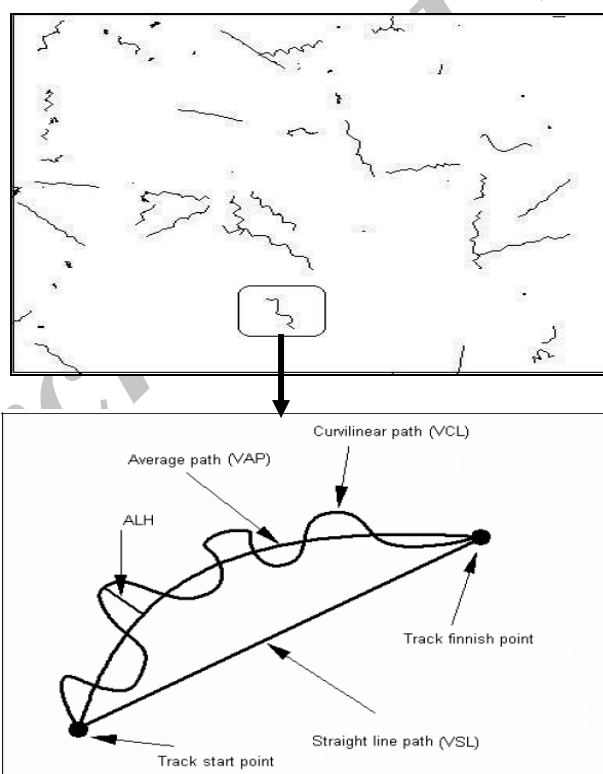 Curvilinear path (VCL)
Average path (VAP)
ALH
Track finnish point
Straight line path (VSL)
Track start point